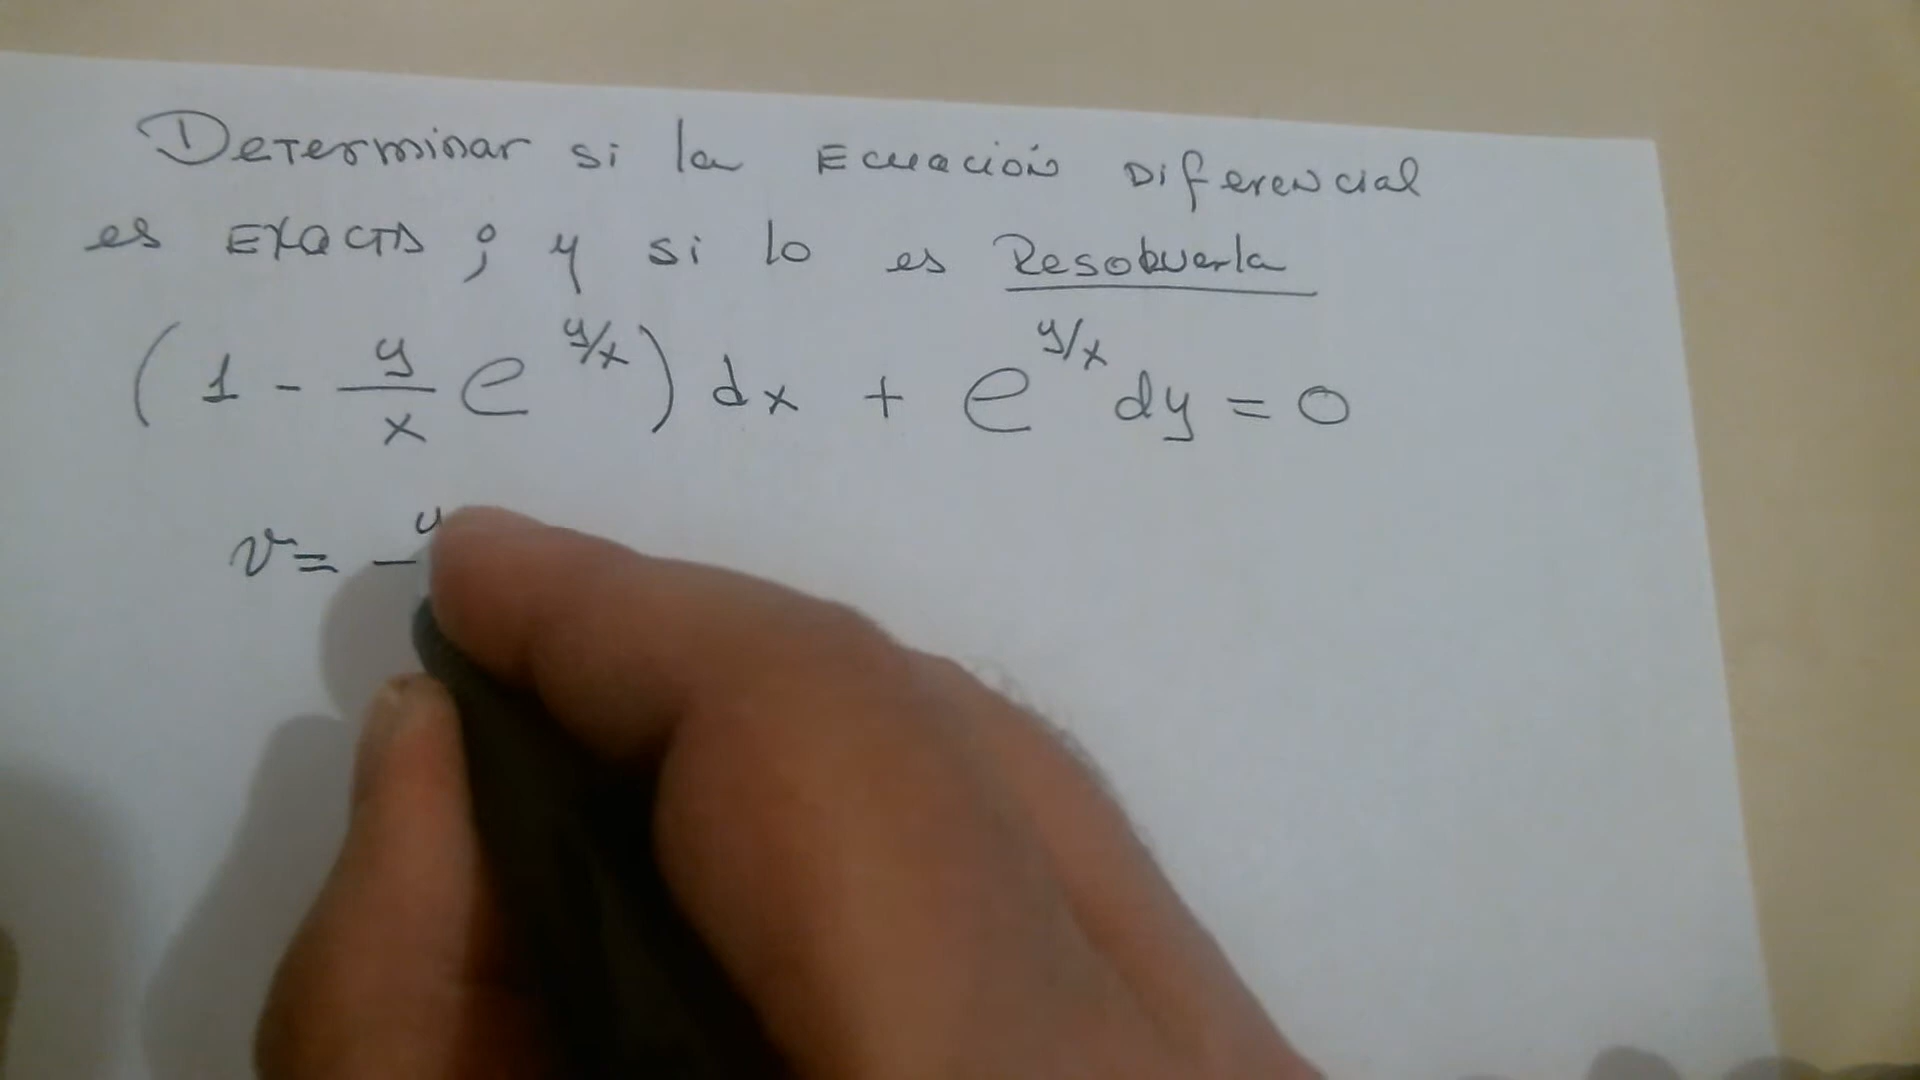 Determinar si la Ecuación Diferencial
es Exacta ; y si lo es Resolverla
(1 - y/x e^{y/x}) dx + e^{y/x} dy = 0
v = - y